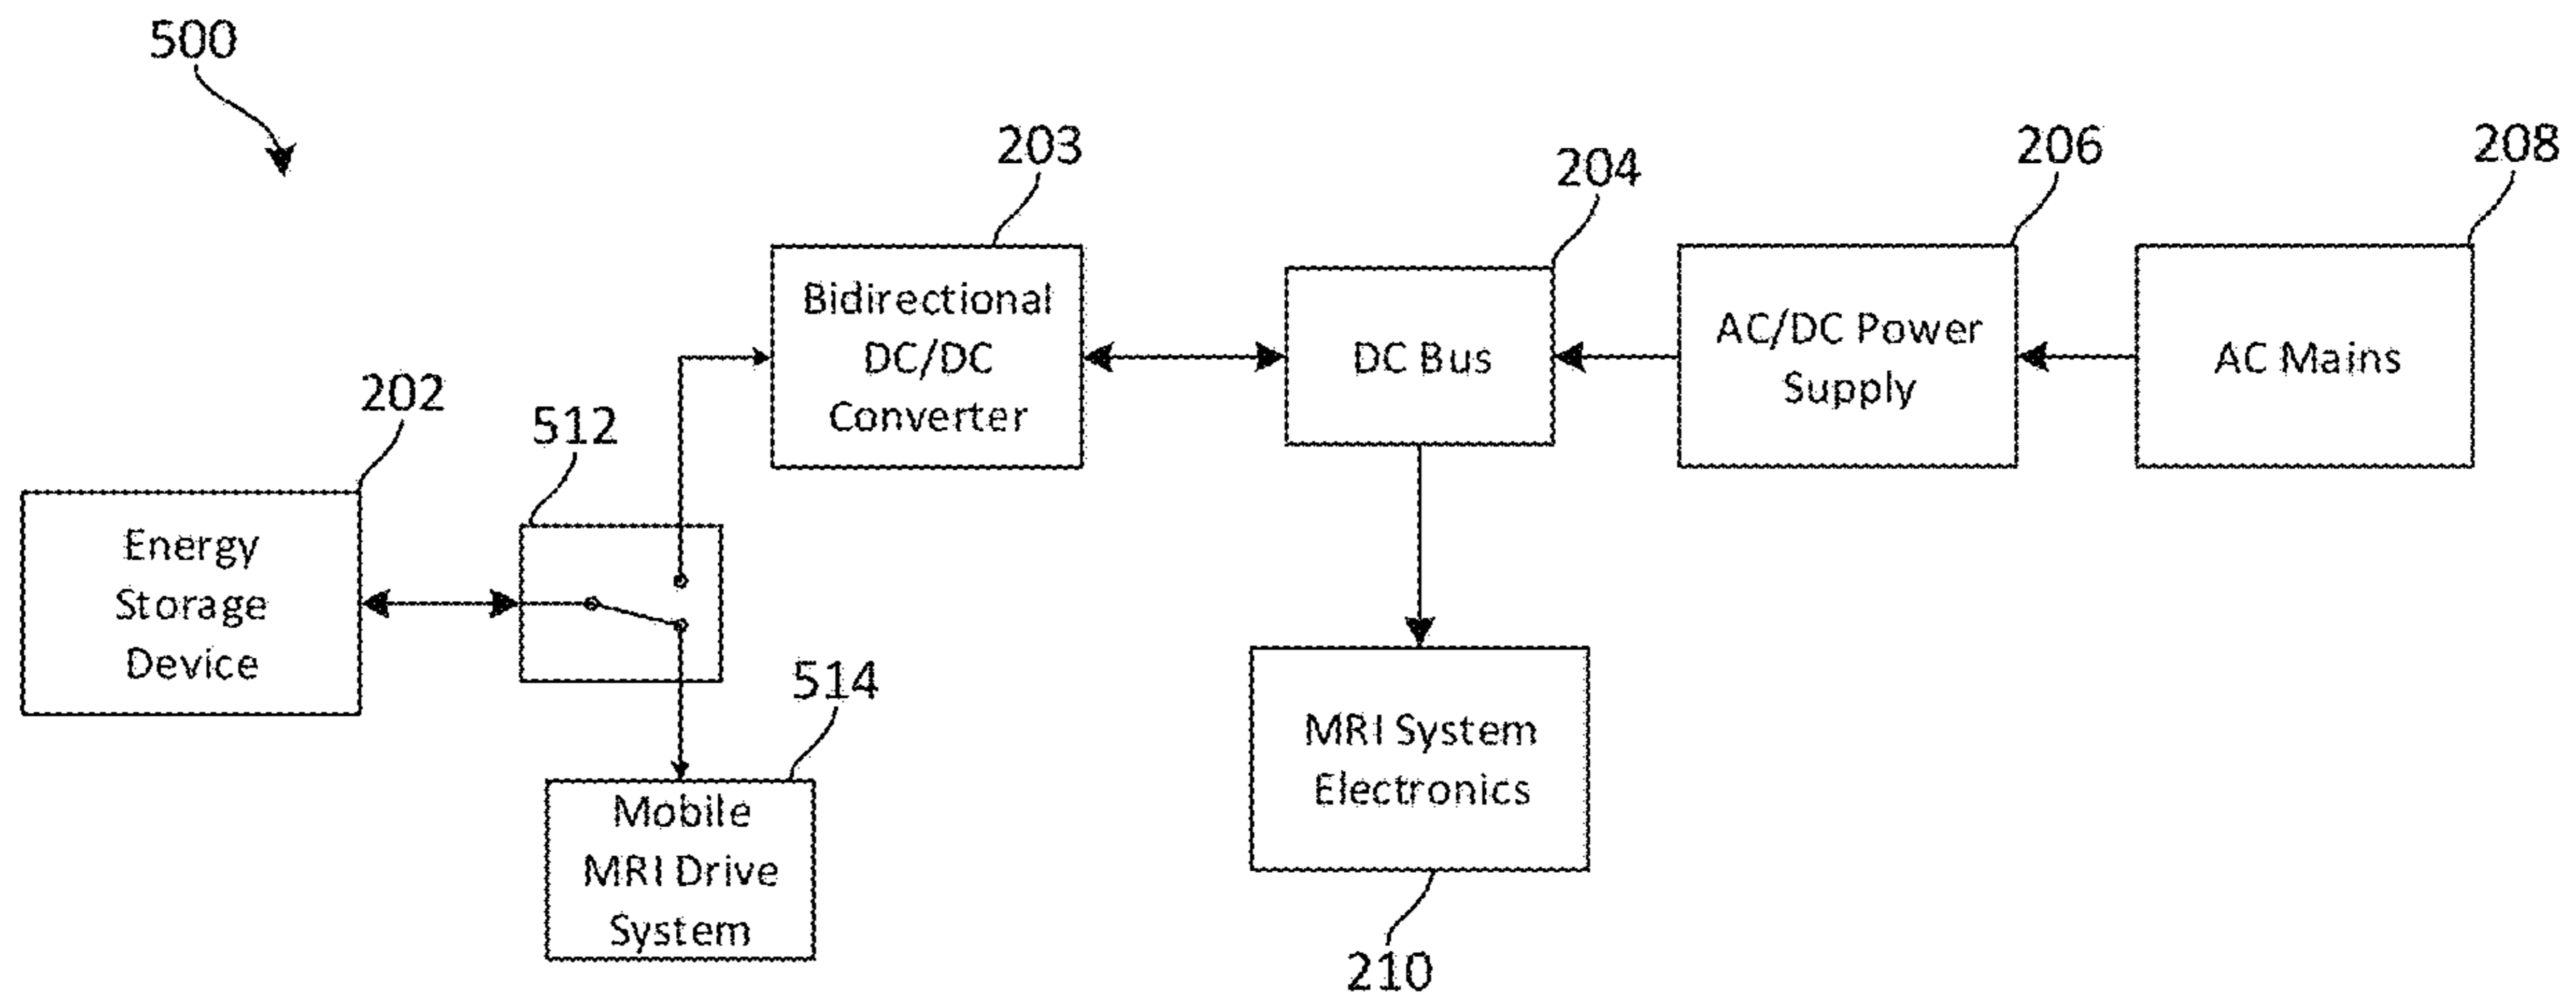 500
203
204
206
208
Bidirectional
DC/DC
Converter
DC Bus
AC/DC Power
Supply
AC Mains
202
512
Energy
Storage
Device
514
Mobile
MRI Drive
System
MRI System
Electronics
210